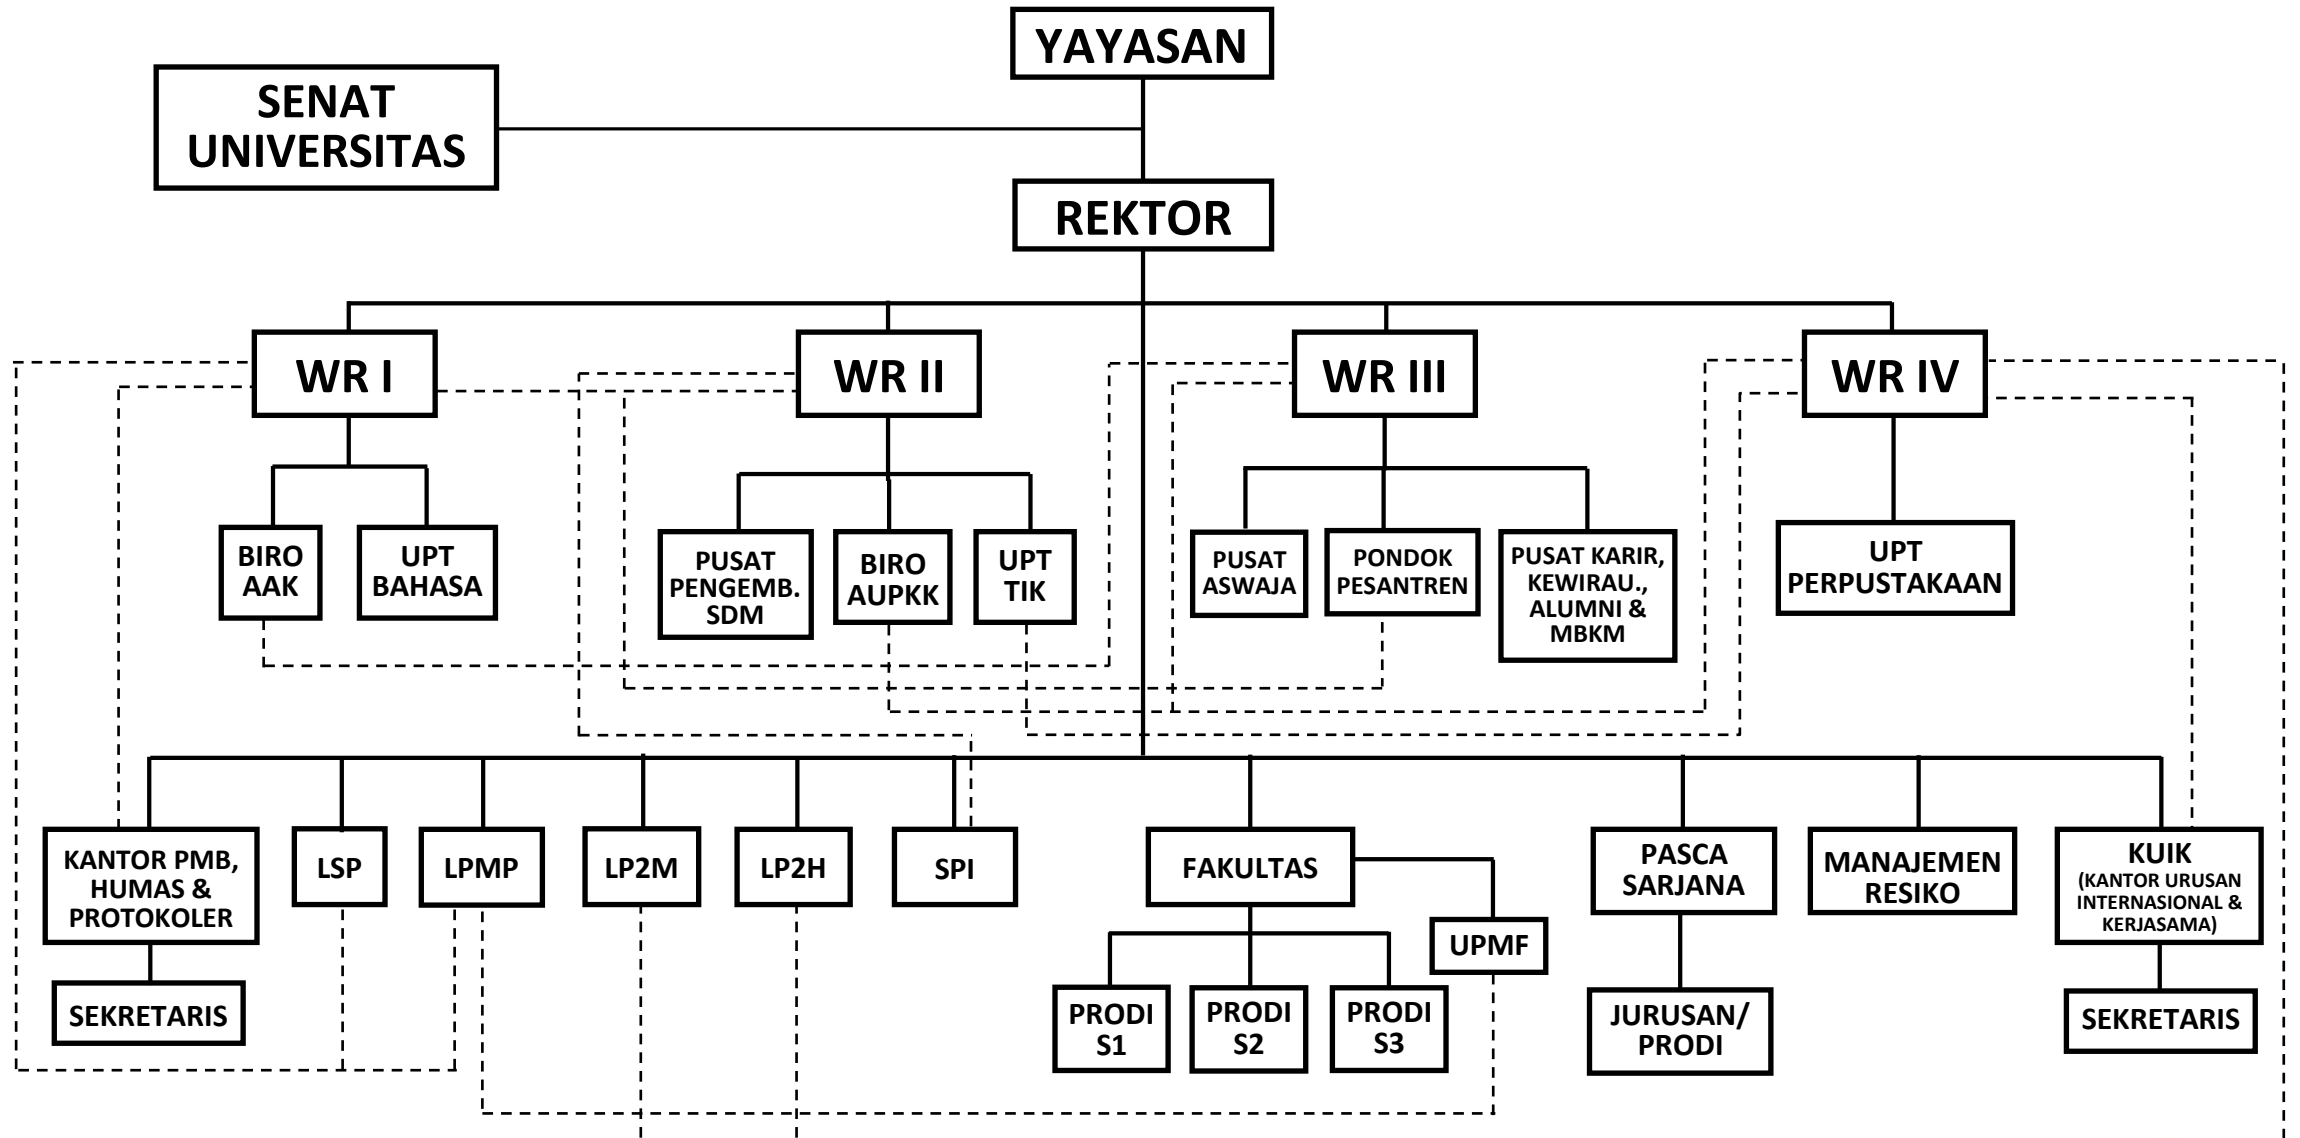 YAYASAN
SENAT
UNIVERSITAS
REKTOR
WR I
WR II
WR III
WR IV
BIRO
AAK
UPT
BAHASA
PUSAT
PENGEMB.
SDM
BIRO
AUPKK
UPT
TIK
PUSAT
ASWAJA
PONDOK
PESANTREN
PUSAT KARIR,
KEWIRAU.,
ALUMNI &
MBKM
UPT
PERPUSTAKAAN
KANTOR PMB,
HUMAS &
PROTOKOLER
SEKRETARIS
LSP
LPMP
LP2M
LP2H
SPI
FAKULTAS
UPMF
PRODI
S1
PRODI
S2
PRODI
S3
PASCA
SARJANA
JURUSAN/
PRODI
MANAJEMEN
RESIKO
KUIK
(KANTOR URUSAN
INTERNASIONAL &
KERJASAMA)
SEKRETARIS